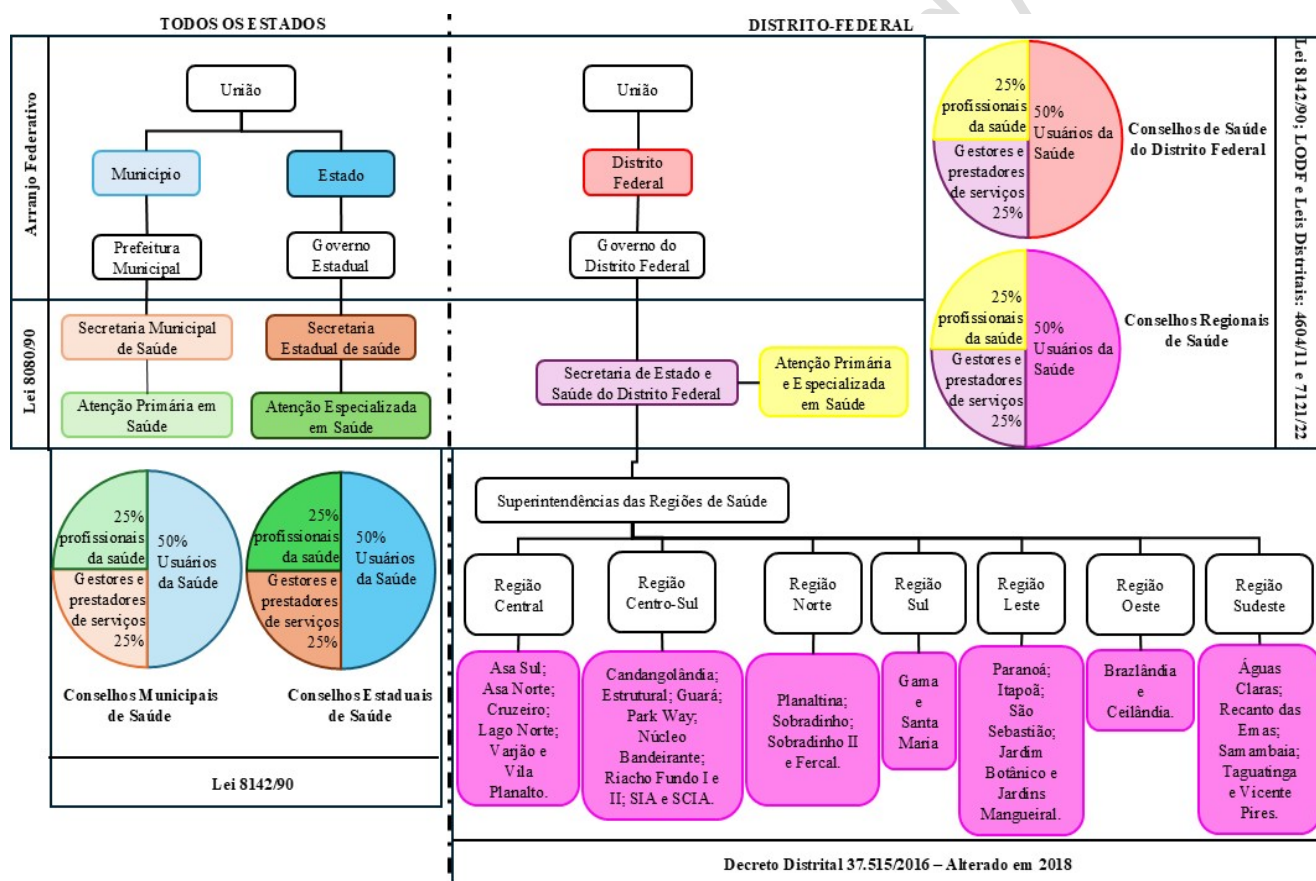 TODOS OS ESTADOS
DISTRITO-FEDERAL
Arranjo Federativo
União
Município
Estado
Prefeitura
Municipal
Governo
Estadual
União
Distrito
Federal
Governo do
Distrito Federal
25%
profissionais
da saúde
50%
Usuários da
Saúde
Gestores e
prestadores
de serviços
25%
Conselhos de Saúde
do Distrito Federal
25%
profissionais
da saúde
50%
Usuários da
Saúde
Gestores e
prestadores
de serviços
25%
Conselhos Regionais
de Saúde
Lei 8142/90; LODF e Leis Distritais: 4604/11 e 7121/22
Lei 8080/90
Secretaria Municipal
de Saúde
Secretaria
Estadual de saúde
Atenção Primária em
Saúde
Atenção Especializada
em Saúde
Secretaria de Estado e
Saúde do Distrito Federal
Atenção Primária
e Especializada
em Saúde
25%
profissionais
da saúde
50%
Usuários
da Saúde
Gestores e
prestadores
de serviços
25%
Conselhos Municipais
de Saúde
25%
profissionais
da saúde
50%
Usuários
da Saúde
Gestores e
prestadores
de serviços
25%
Conselhos Estaduais
de Saúde
Lei 8142/90
Superintendências das Regiões de Saúde
Região
Central
Região
Centro-Sul
Região
Norte
Região
Sul
Região
Leste
Região
Oeste
Região
Sudeste
Asa Sul;
Asa Norte;
Cruzeiro;
Lago Norte;
Varjão e
Vila
Planalto.
Candangolândia;
Estrutural; Guará;
Park Way;
Núcleo
Bandeirante;
Riacho Fundo I e
II; SIA e SCIA.
Planaltina;
Sobradinho;
Sobradinho II
e Fercal.
Gama
e
Santa
Maria
Paranoá;
Itapoã;
São
Sebastião;
Jardim
Botânico e
Jardins
Mangueiral.
Brazlândia
e
Ceilândia.
Águas
Claras;
Recanto das
Emas;
Samambaia;
Taguatinga
e Vicente
Pires.
Decreto Distrital 37.515/2016 – Alterado em 2018